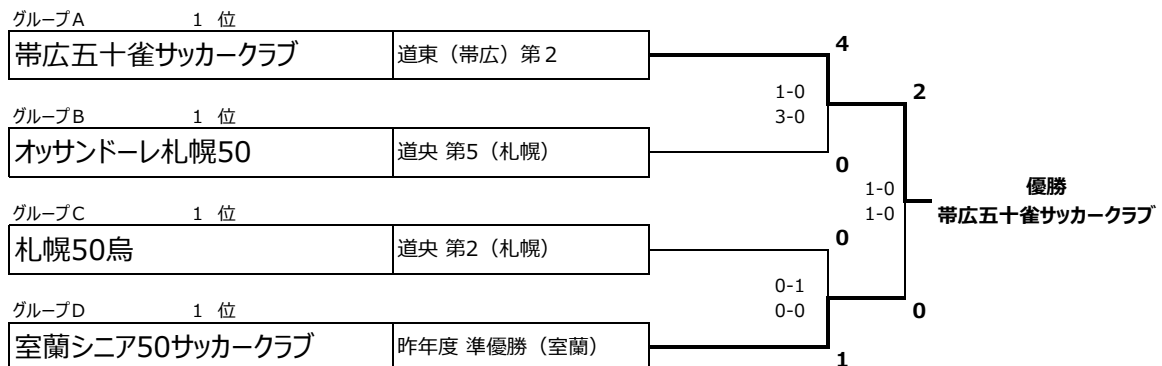 グループA 1 位
帯広五十雀サッカークラブ 道東（帯広）第２
4
1-0
3-0
2
グループB 1 位
オッサンドーレ札幌50 道央 第5（札幌）
0
1-0
1-0
優勝
帯広五十雀サッカークラブ
グループC 1 位
札幌50烏 道央 第2（札幌）
0
0-1
0-0
0
グループD 1 位
室蘭シニア50サッカークラブ 昨年度 準優勝（室蘭）
1